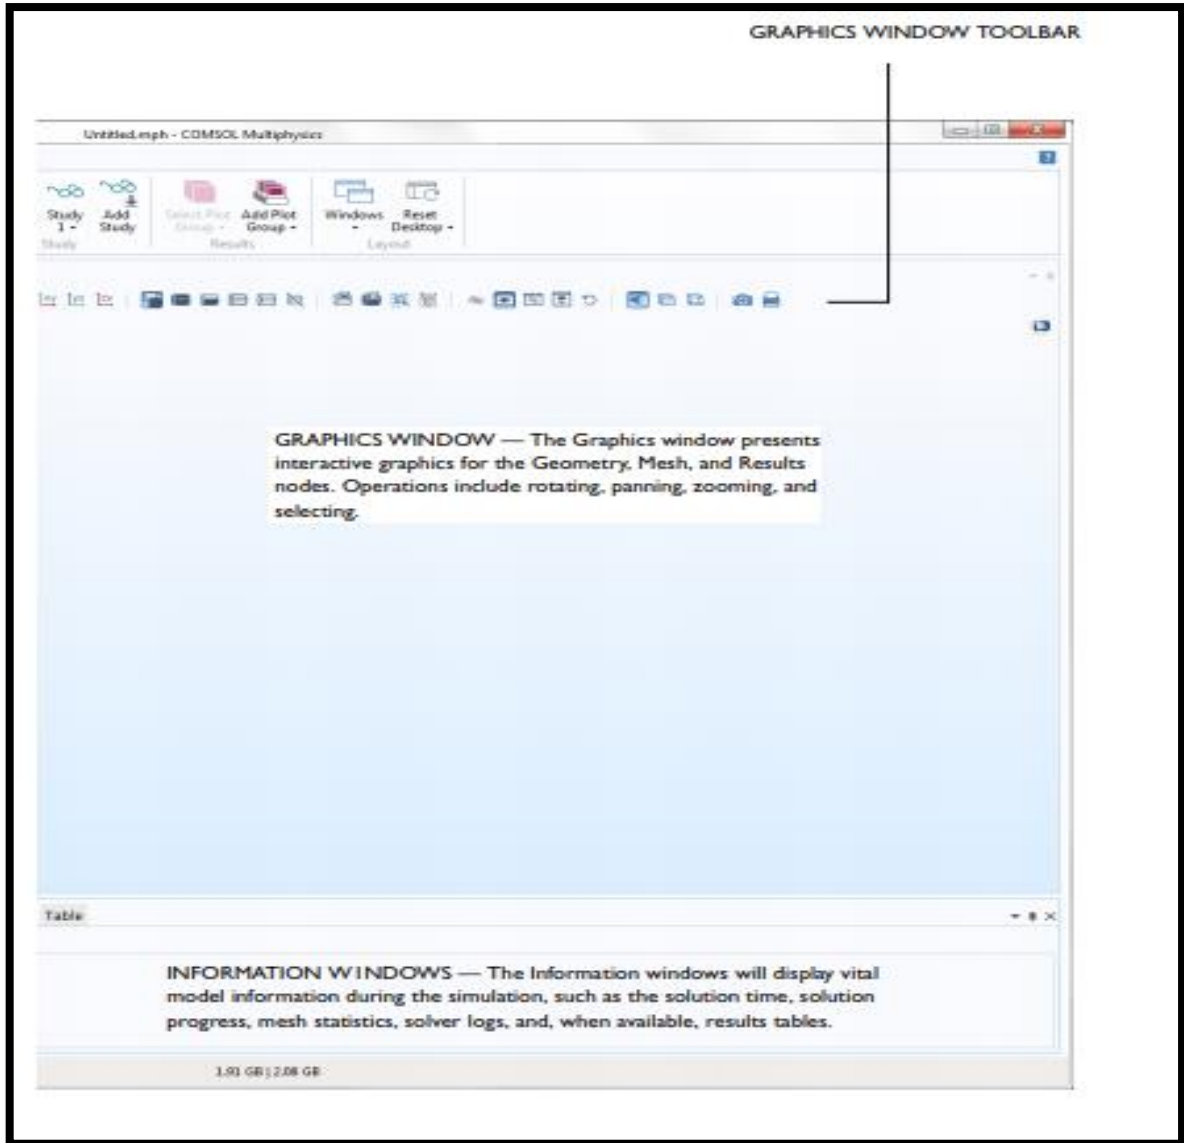 GRAPHICS WINDOW TOOLBAR
Untitled.mph - COMSOL Multiphysics
Study Add Select Plot Add Plot Windows Reset
1 Study Group Group Desktop
Study Results Layout
GRAPHICS WINDOW — The Graphics window presents
interactive graphics for the Geometry, Mesh, and Results
nodes. Operations include rotating, panning, zooming, and
selecting.
Table
INFORMATION WINDOWS — The Information windows will display vital
model information during the simulation, such as the solution time, solution
progress, mesh statistics, solver logs, and, when available, results tables.
1.91 GB | 2.08 GB